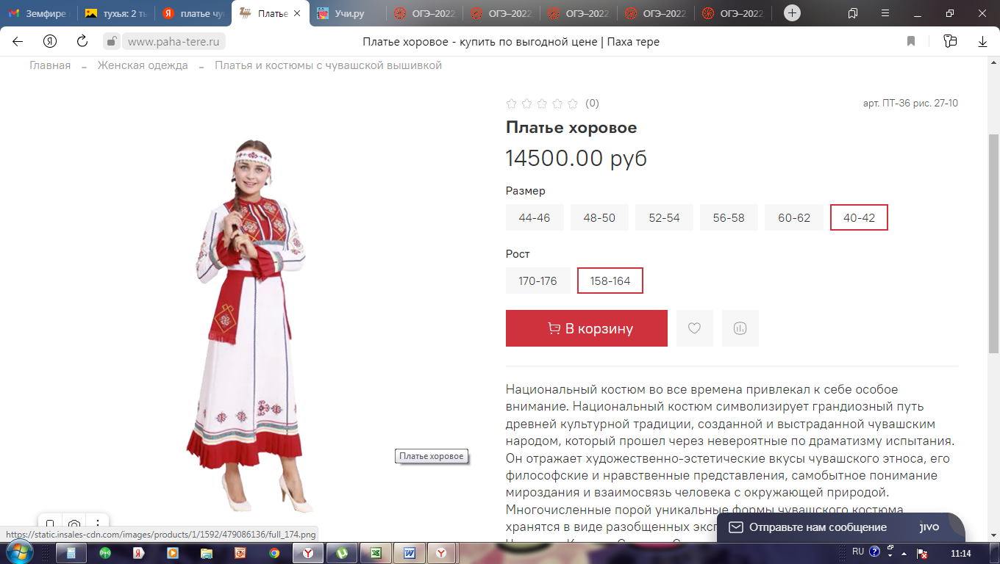 Земфире
тухья: 2 ты
платье чу
Платье
Учи.ру
ОГЭ–2022
ОГЭ–2022
ОГЭ–2022
ОГЭ–2022
ОГЭ–2022
www.paha-tere.ru
Платье хоровое - купить по выгодной цене | Паха тере
Главная – Женская одежда – Платья и костюмы с чувашской вышивкой
(0)
арт. ПТ-36 рис. 27-10
Платье хоровое
14500.00 руб
Размер
44-46 48-50 52-54 56-58 60-62 40-42
Рост
170-176 158-164
В корзину
Национальный костюм во все времена привлекал к себе особое
внимание. Национальный костюм символизирует грандиозный путь
древней культурной традиции, созданной и выстраданной чувашским
народом, который прошел через невероятные по драматизму испытания.
Он отражает художественно-эстетические вкусы чувашского этноса, его
философские и нравственные представления, самобытное понимание
мироздания и взаимосвязь человека с окружающей природой.
Многочисленные порой уникальные формы чувашского костюма
хранятся в виде разобщенных
Платье хоровое
Отправьте нам сообщение
jivo
https://static.insales-cdn.com/images/products/1/1592/479086136/full_174.png
RU
11:14